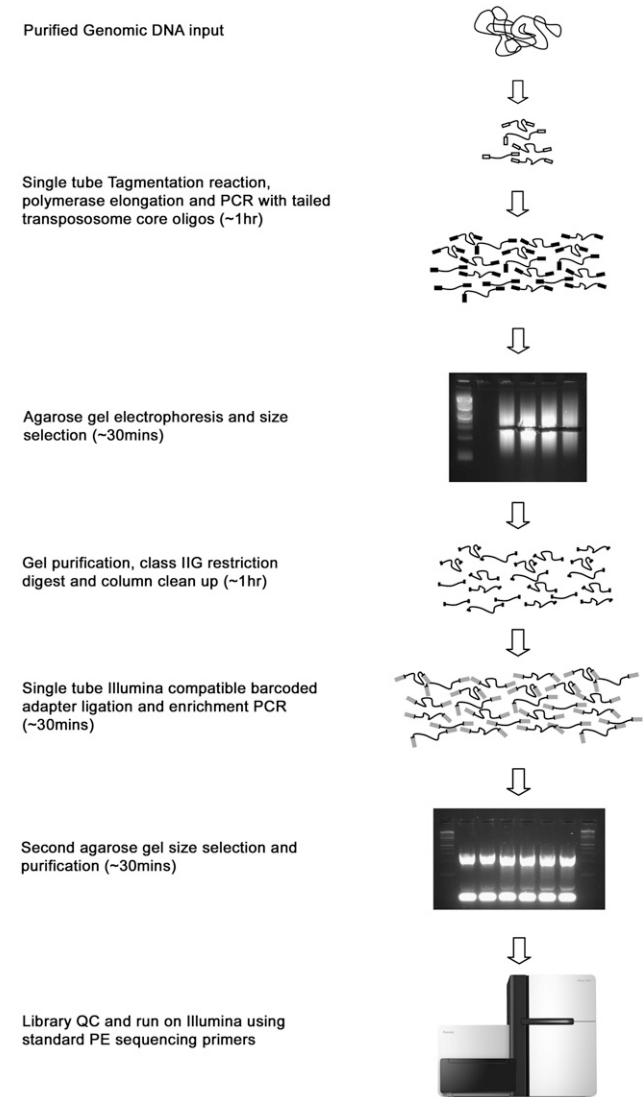 Purified Genomic DNA input
Single tube Tagmentation reaction,
polymerase elongation and PCR with tailed
transpososome core oligos (~1hr)
Agarose gel electrophoresis and size
selection (~30mins)
Gel purification, class IIG restriction
digest and column clean up (~1hr)
Single tube Illumina compatible barcoded
adapter ligation and enrichment PCR
(~30mins)
Second agarose gel size selection and
purification (~30mins)
Library QC and run on Illumina using
standard PE sequencing primers